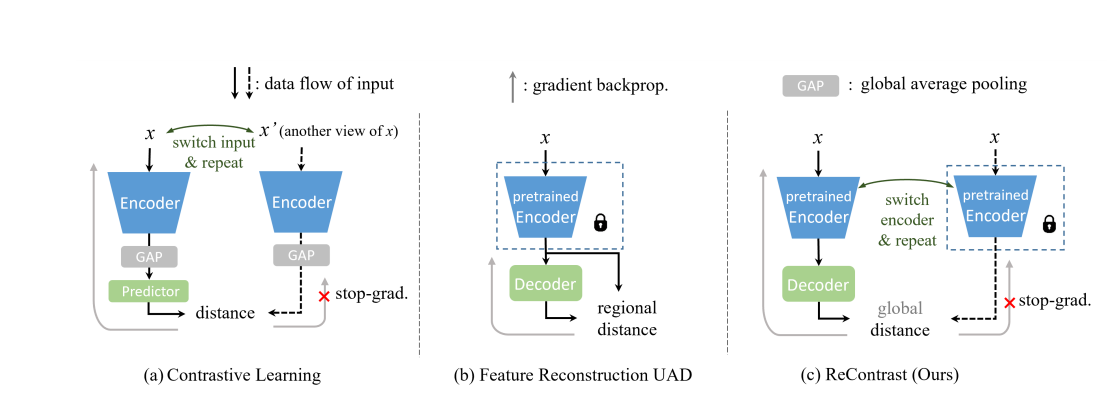 : data flow of input
: gradient backprop.
GAP : global average pooling
x
x’ (another view of x)
switch input
& repeat
Encoder
Encoder
GAP
GAP
Predictor
distance
stop-grad.
(a) Contrastive Learning
x
pretrained
Encoder
Decoder
regional
distance
(b) Feature Reconstruction UAD
x
x
pretrained
Encoder
switch
encoder
& repeat
pretrained
Encoder
Decoder
global
distance
stop-grad.
(c) ReContrast (Ours)